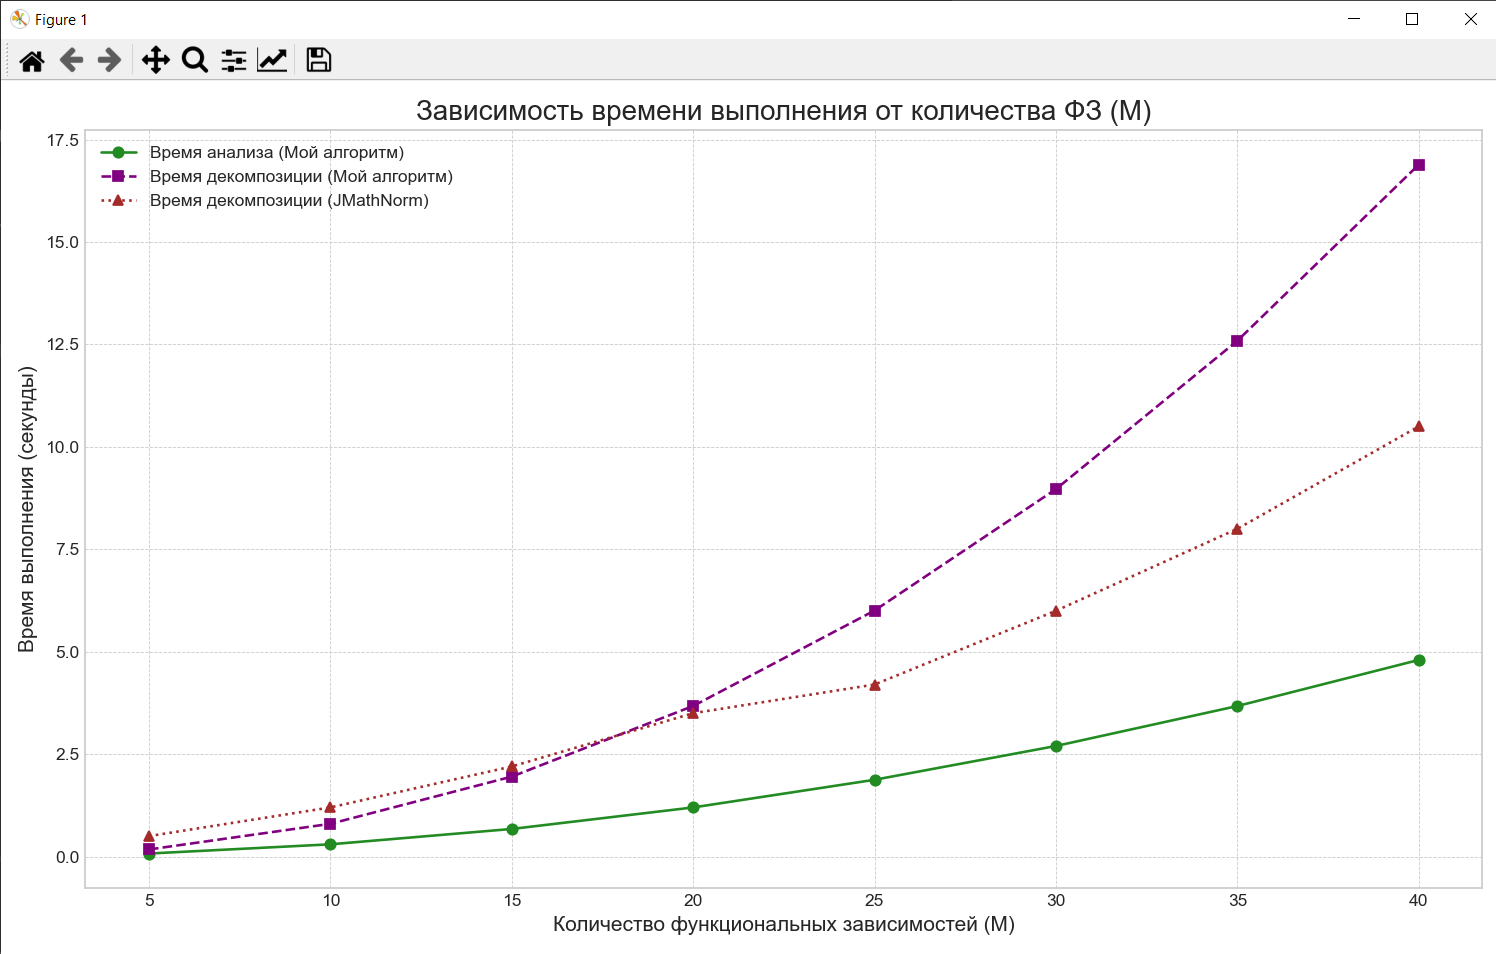 Figure 1
Зависимость времени выполнения от количества ФЗ (M)
Время анализа (Мой алгоритм)
Время декомпозиции (Мой алгоритм)
Время декомпозиции (JMathNorm)
17.5
15.0
12.5
10.0
7.5
5.0
2.5
0.0
Время выполнения (секунды)
5 10 15 20 25 30 35 40
Количество функциональных зависимостей (M)